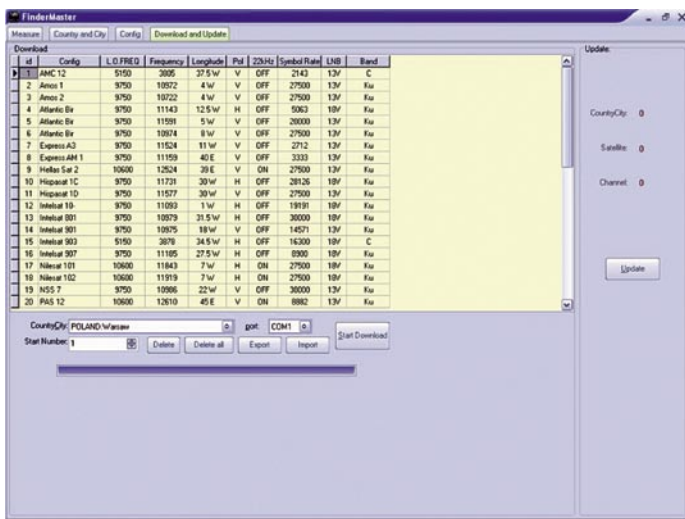 FinderMaster
Measure Country and City Config Download and Update
Download
id Config L.O.FREQ Frequency Longitude Pol 22kHz Symbol Rate LNB Band
1 AMC 12 5150 3805 37.5 W V OFF 2143 13V C
2 Amos 1 9750 10972 4 W V OFF 27500 13V Ku
3 Amos 2 9750 10722 4 W V OFF 27500 13V Ku
4 Atlantic Bir 9750 11143 12.5 W H OFF 5063 18V Ku
5 Atlantic Bir 9750 11591 5 W V OFF 20000 13V Ku
6 Atlantic Bir 9750 10974 8 W V OFF 27500 13V Ku
7 Express A3 9750 11524 11 W V OFF 2712 13V Ku
8 Express AM 1 9750 11159 40 E V OFF 3333 13V Ku
9 Hellas Sat 2 10600 12524 39 E V ON 27500 13V Ku
10 Hispasat 1C 9750 11731 30 W H OFF 28126 18V Ku
11 Hispasat 1D 9750 11577 30 W V OFF 27500 13V Ku
12 Intelsat 10- 9750 11093 1 W H OFF 19191 18V Ku
13 Intelsat 801 9750 10979 31.5 W H OFF 30000 18V Ku
14 Intelsat 901 9750 10975 18 W V OFF 14571 13V Ku
15 Intelsat 903 5150 3878 34.5 W H OFF 16300 18V C
16 Intelsat 907 9750 11185 27.5 W H OFF 8900 18V Ku
17 Nilesat 101 10600 11843 7 W H ON 27500 18V Ku
18 Nilesat 102 10600 11919 7 W H ON 27500 18V Ku
19 NSS 7 9750 10986 22 W V OFF 30000 13V Ku
20 PAS 12 10600 12610 45 E V ON 8882 13V Ku
Country,City: POLAND:Warsaw port: COM1 Start Download
Start Number: 1 Delete Delete all Export Import
Update:
CountryCity: 0
Satellite: 0
Channel: 0
Update